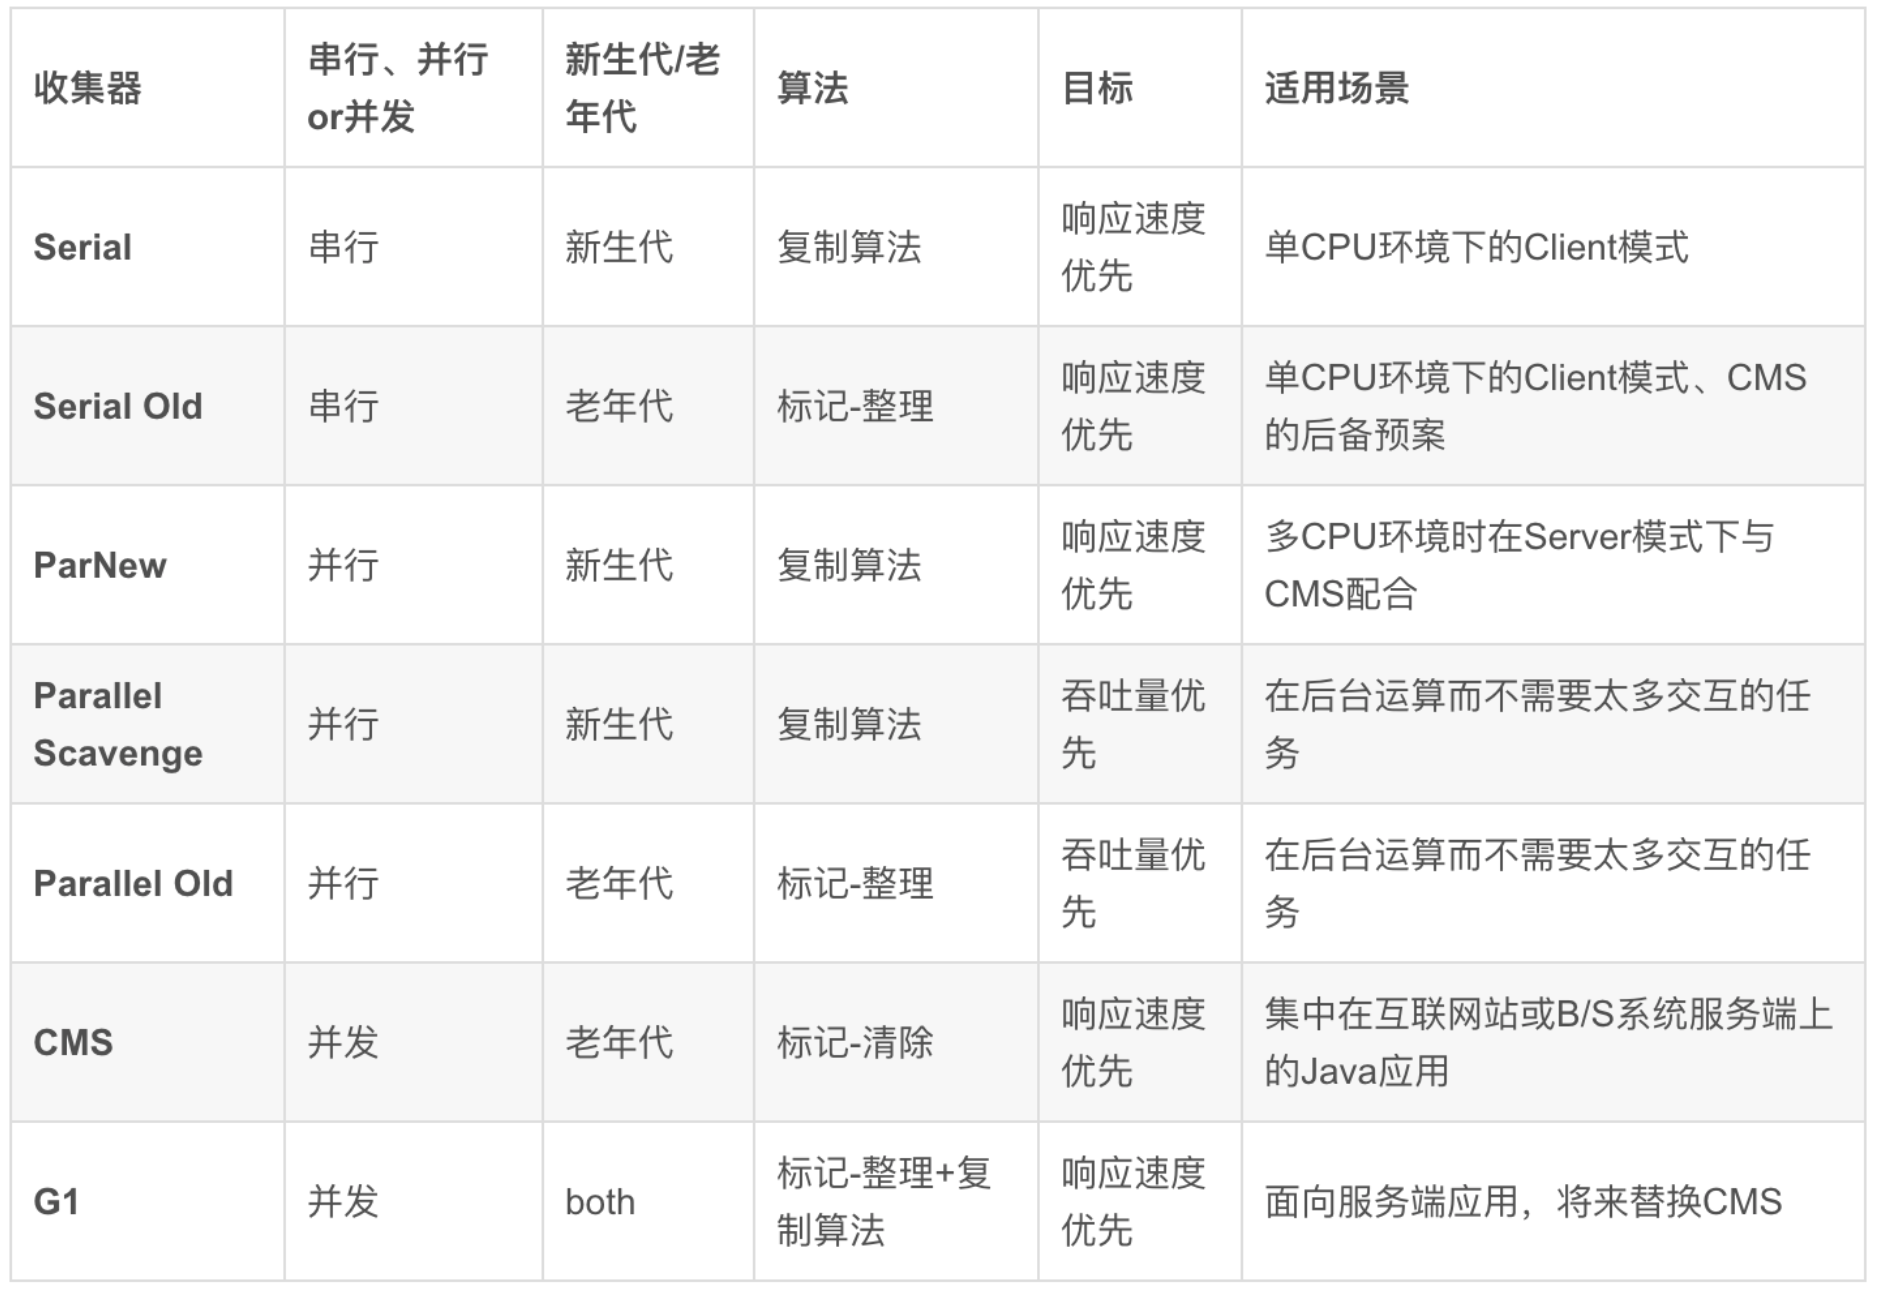 收集器
串行、并行
or并发
新生代/老
年代
算法
目标
适用场景
Serial
串行
新生代
复制算法
响应速度
优先
单CPU环境下的Client模式
Serial Old
串行
老年代
标记-整理
响应速度
优先
单CPU环境下的Client模式、CMS
的后备预案
ParNew
并行
新生代
复制算法
响应速度
优先
多CPU环境时在Server模式下与
CMS配合
Parallel
Scavenge
并行
新生代
复制算法
吞吐量优
先
在后台运算而不需要太多交互的任
务
Parallel Old
并行
老年代
标记-整理
吞吐量优
先
在后台运算而不需要太多交互的任
务
CMS
并发
老年代
标记-清除
响应速度
优先
集中在互联网站或B/S系统服务端上
的Java应用
G1
并发
both
标记-整理+复
制算法
响应速度
优先
面向服务端应用，将来替换CMS